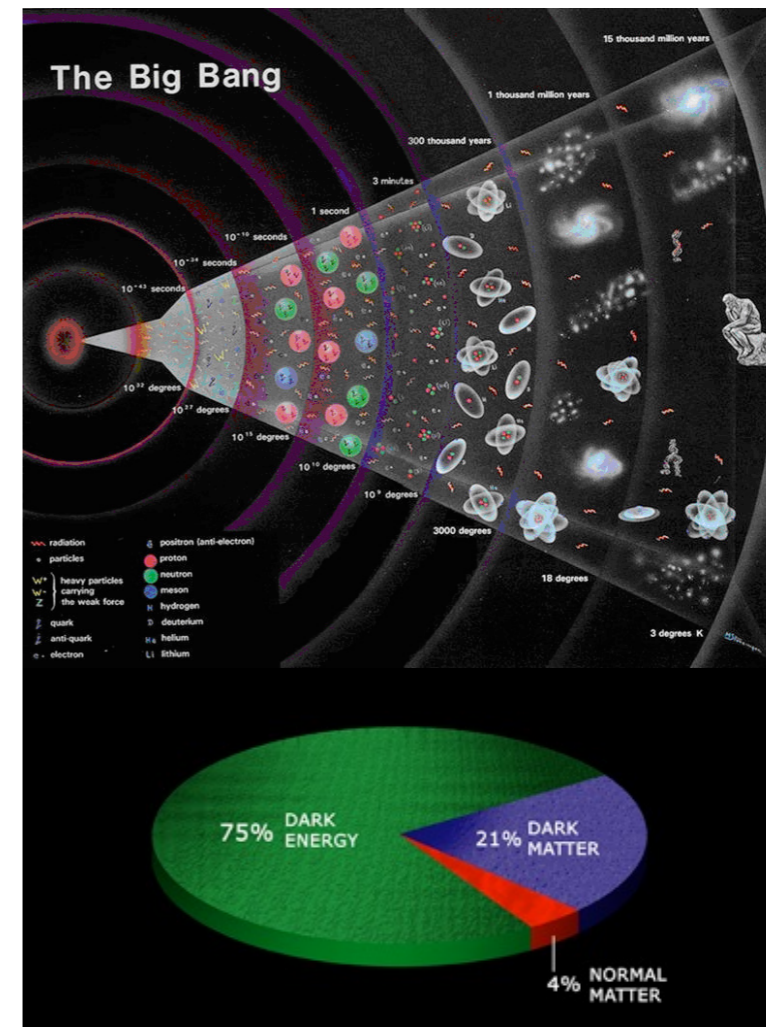 The Big Bang
15 thousand million years
1 thousand million years
300 thousand years
3 minutes
1 second
10⁻¹⁰ seconds
10⁻³⁴ seconds
10⁻⁴³ seconds
10³² degrees
10²⁷ degrees
10¹⁵ degrees
10¹⁰ degrees
10⁹ degrees
3000 degrees
18 degrees
3 degrees K
radiation
particles
W⁺
W⁻
Z
heavy particles
carrying
the weak force
quark
anti-quark
e⁻ electron
positron (anti-electron)
proton
neutron
meson
H hydrogen
D deuterium
He helium
Li lithium
75% DARK
ENERGY
21% DARK
MATTER
4% NORMAL
MATTER